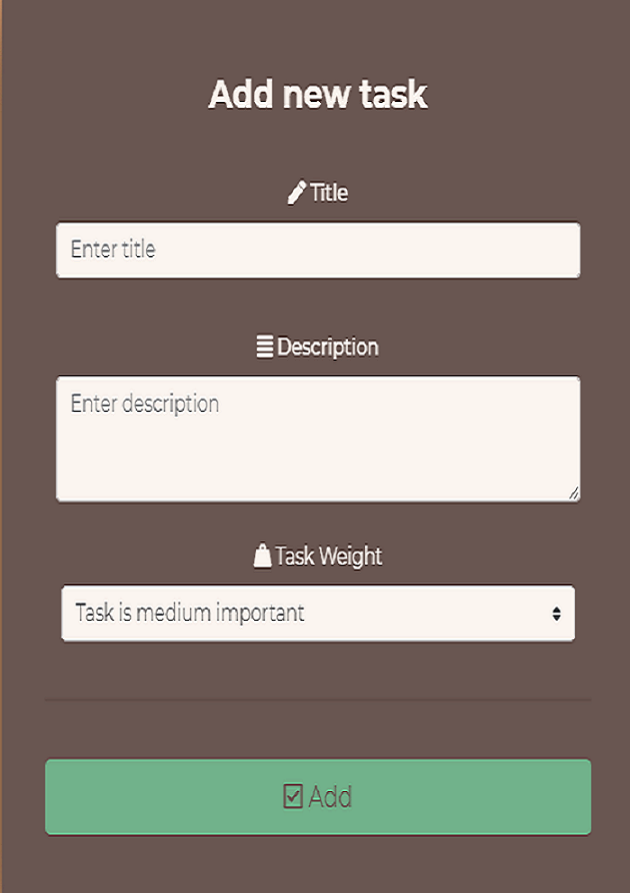 Add new task
Title
Enter title
Description
Enter description
Task Weight
Task is medium important
Add